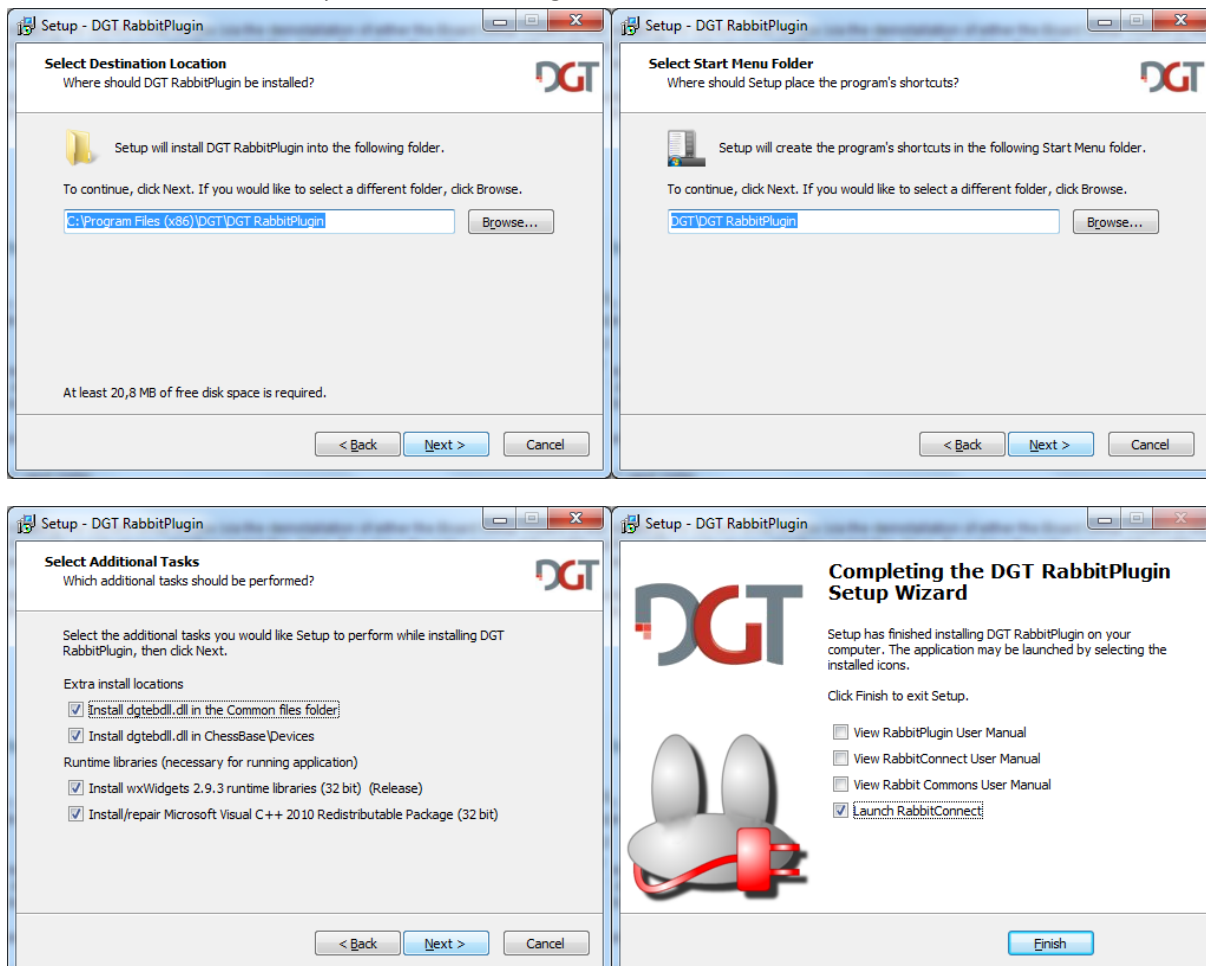 Setup - DGT RabbitPlugin
Select Destination Location
Where should DGT RabbitPlugin be installed?
DGT
Setup will install DGT RabbitPlugin into the following folder.
To continue, click Next. If you would like to select a different folder, click Browse.
C:\Program Files (x86)\DGT\DGT RabbitPlugin
Browse...
At least 20,8 MB of free disk space is required.
< Back
Next >
Cancel
Setup - DGT RabbitPlugin
Select Start Menu Folder
Where should Setup place the program's shortcuts?
DGT
Setup will create the program's shortcuts in the following Start Menu folder.
To continue, click Next. If you would like to select a different folder, click Browse.
DGT\DGT RabbitPlugin
Browse...
< Back
Next >
Cancel
Setup - DGT RabbitPlugin
Select Additional Tasks
Which additional tasks should be performed?
DGT
Select the additional tasks you would like Setup to perform while installing DGT
RabbitPlugin, then click Next.
Extra install locations
Install dgtebdll.dll in the Common files folder
Install dgtebdll.dll in ChessBase\Devices
Runtime libraries (necessary for running application)
Install wxWidgets 2.9.3 runtime libraries (32 bit) (Release)
Install/repair Microsoft Visual C++ 2010 Redistributable Package (32 bit)
< Back
Next >
Cancel
Setup - DGT RabbitPlugin
DGT
Completing the DGT RabbitPlugin
Setup Wizard
Setup has finished installing DGT RabbitPlugin on your
computer. The application may be launched by selecting the
installed icons.
Click Finish to exit Setup.
View RabbitPlugin User Manual
View RabbitConnect User Manual
View Rabbit Commons User Manual
Launch RabbitConnect
Finish